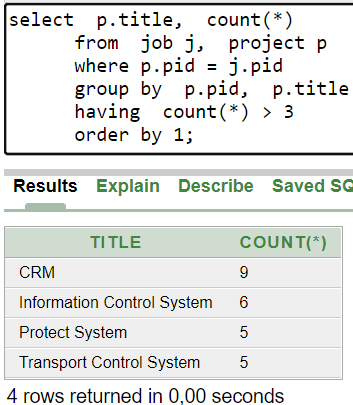 select p.title, count(*)
from job j, project p
where p.pid = j.pid
group by p.pid, p.title
having count(*) > 3
order by 1;
Results Explain Describe Saved SQ
TITLE COUNT(*)
CRM 9
Information Control System 6
Protect System 5
Transport Control System 5
4 rows returned in 0,00 seconds